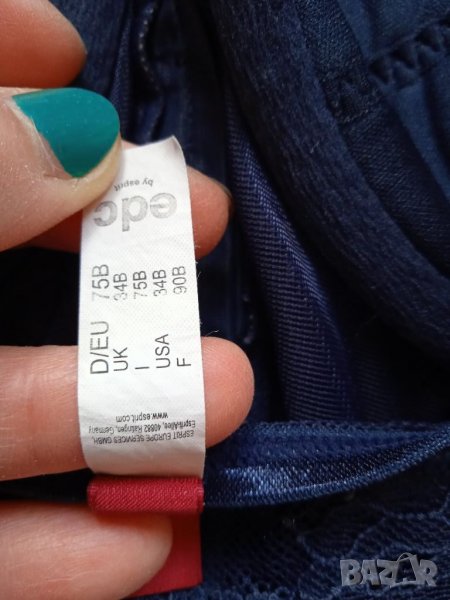 edc
by esprit
D/EU 75B
UK 34B
I 75B
USA 34B
F 90B
ESPRIT EUROPE SERVICES GMBH,
Esprit-Allee, 40882 Ratingen, Germany
www.esprit.com
BAZAR